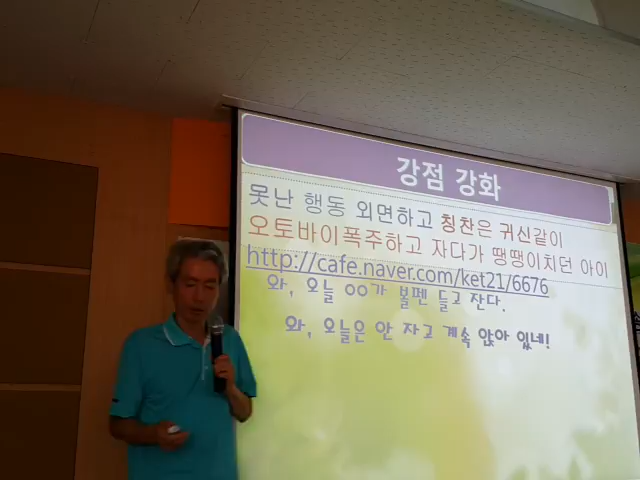 강점 강화
못난 행동 외면하고 칭찬은 귀신같이
오토바이폭주하고 자다가 땡땡이치던 아이
http://cafe.naver.com/ket21/6676
와, 오늘 OO가 볼펜 들고 잔다.
와, 오늘은 안 자고 계속 앉아 있네!